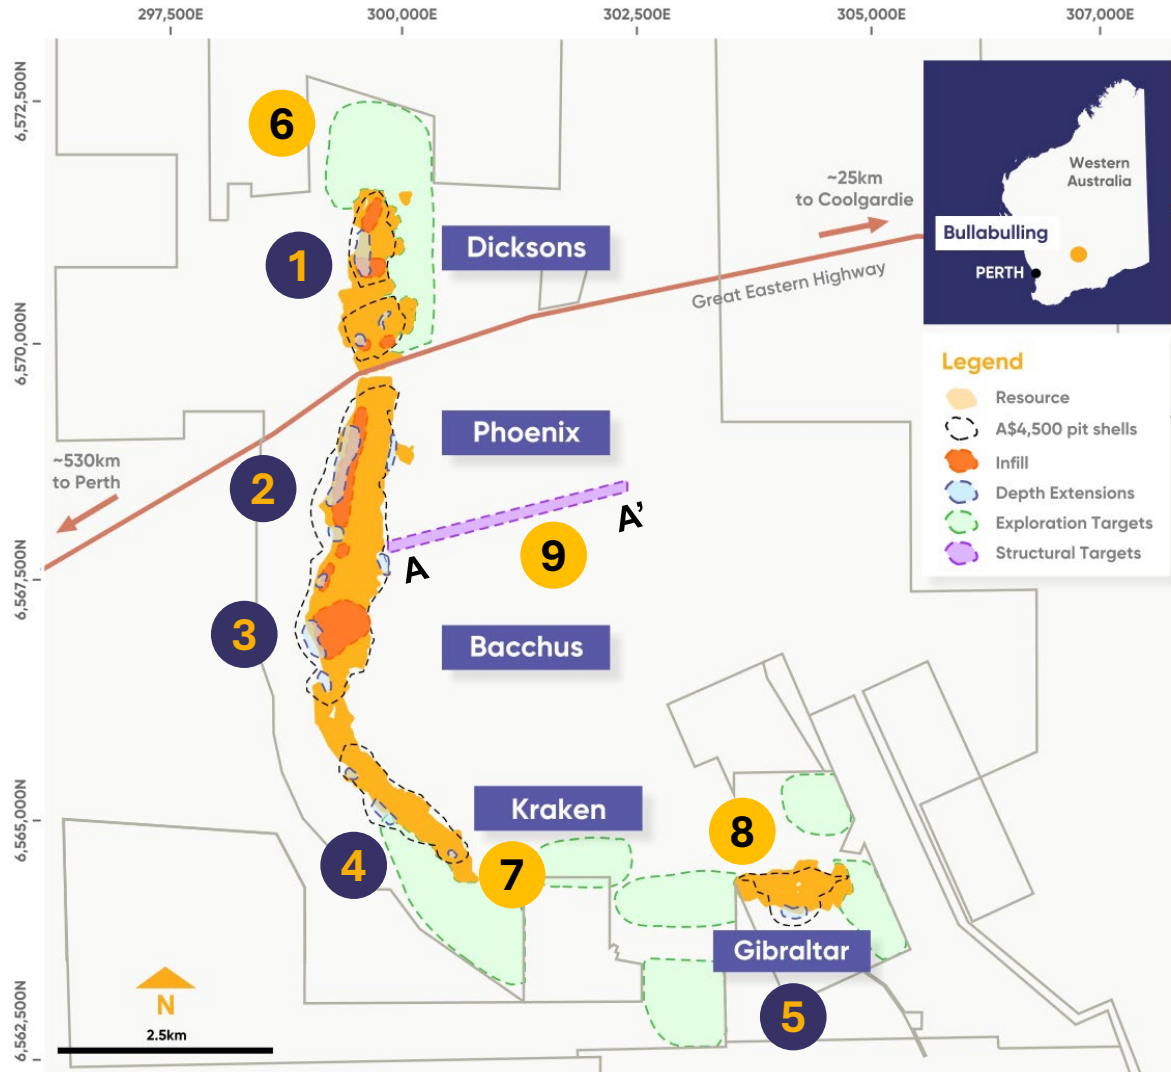 297,500E
300,000E
302,500E
305,000E
307,000E
6,572,500N
6,570,000N
6,567,500N
6,565,000N
6,562,500N
6
1
Dicksons
~25km
to Coolgardie
Great Eastern Highway
Western
Australia
Bullabulling
PERTH
Legend
Resource
A$4,500 pit shells
Infill
Depth Extensions
Exploration Targets
Structural Targets
Phoenix
~530km
to Perth
2
A
A’
9
3
Bacchus
Kraken
4
7
8
Gibraltar
5
N
2.5km